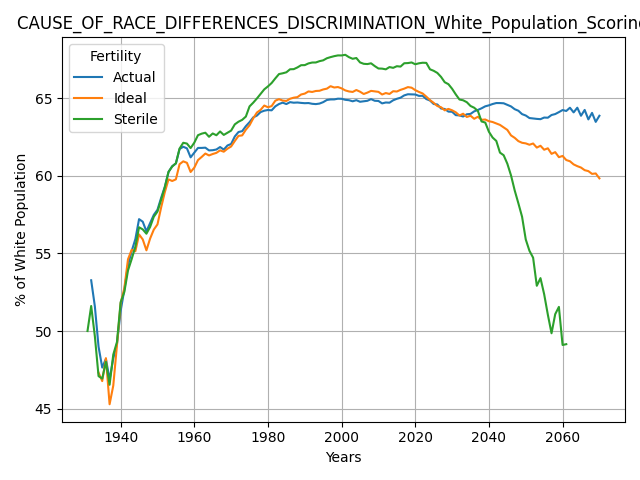 CAUSE_OF_RACE_DIFFERENCES_DISCRIMINATION_White_Population_Scoring
Fertility
Actual
Ideal
Sterile
% of White Population
65
60
55
50
45
1940
1960
1980
2000
2020
2040
2060
Years